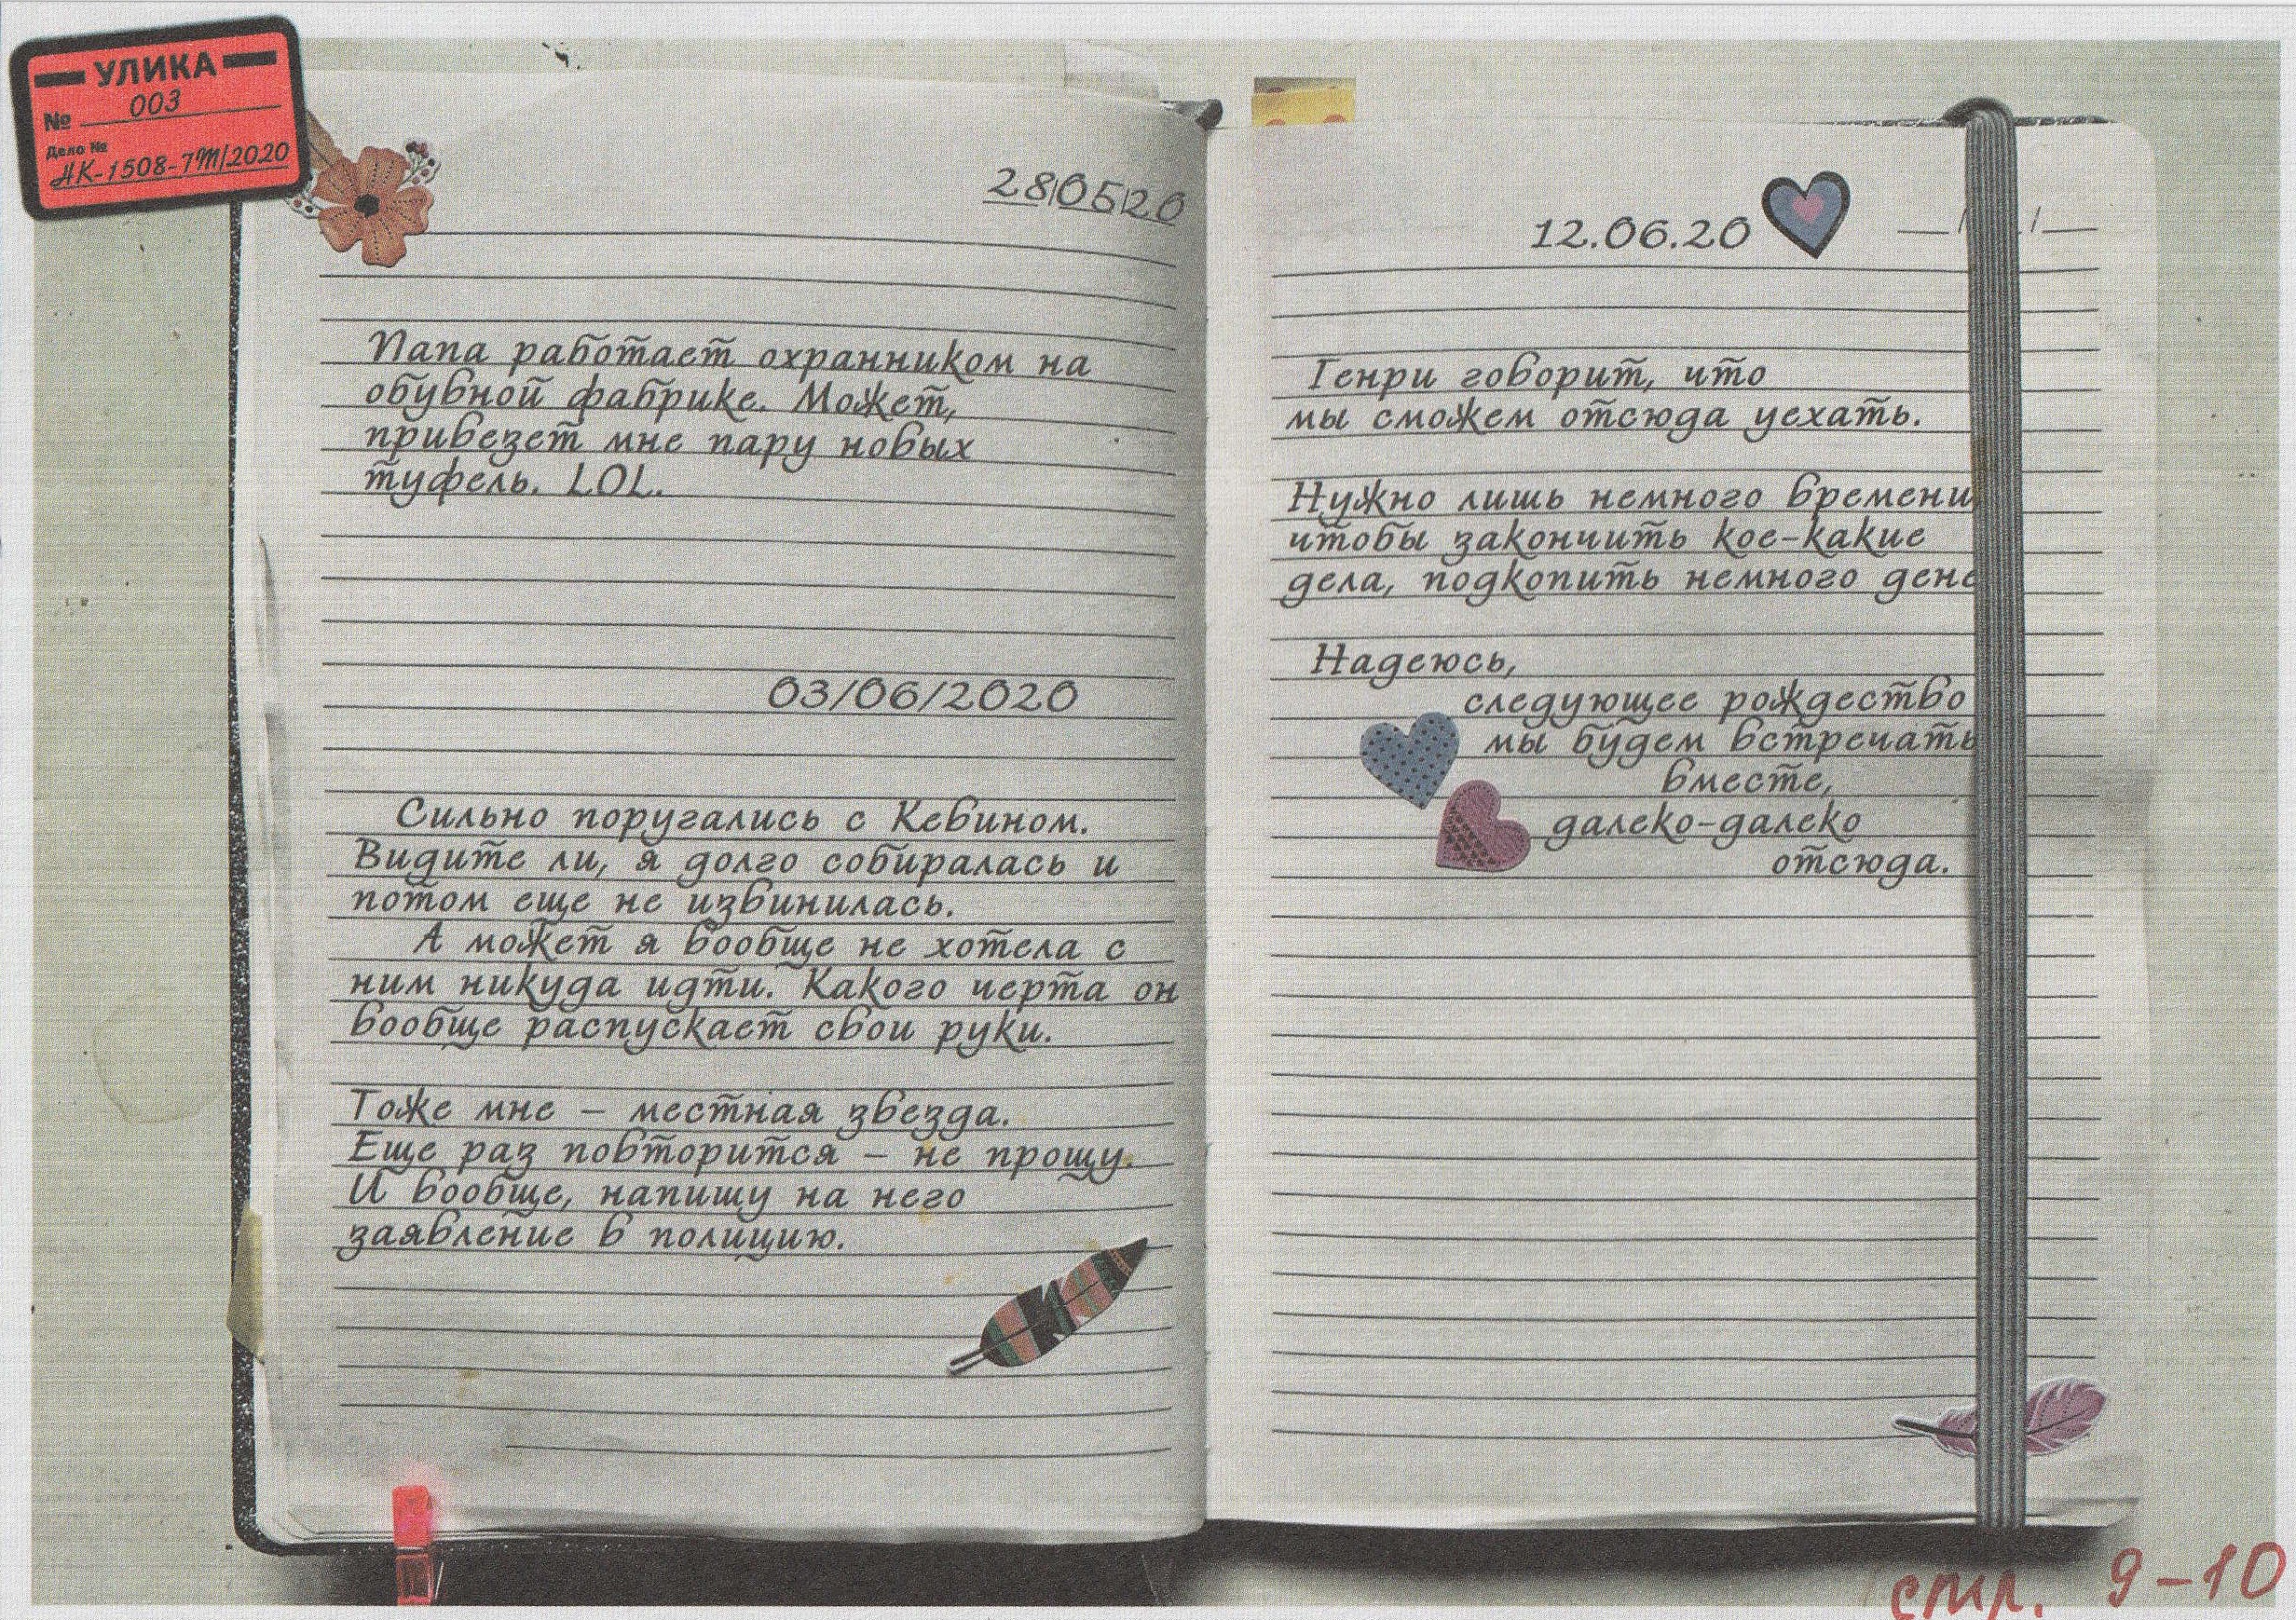 УЛИКА
№ 003
Дело №
НК-1508-7М/2020
28/05/20
Папа работает охранником на
обувной фабрике. Может,
привезет мне пару новых
туфель. LOL.
03/06/2020
Сильно поругались с Кевином.
Видите ли, я долго собиралась и
потом еще не извинилась.
А может я вообще не хотела с
ним никуда идти. Какого черта он
вообще распускает свои руки.
Тоже мне – местная звезда.
Еще раз повторится – не прощу.
И вообще, напишу на него
заявление в полицию.
12.06.20
Генри говорит, что
мы сможем отсюда уехать.
Нужно лишь немного времени,
чтобы закончить кое-какие
дела, подкопить немного дене
Надеюсь,
следующее рождество
мы будем встречать
вместе,
далеко-далеко
отсюда.
стр. 9-10